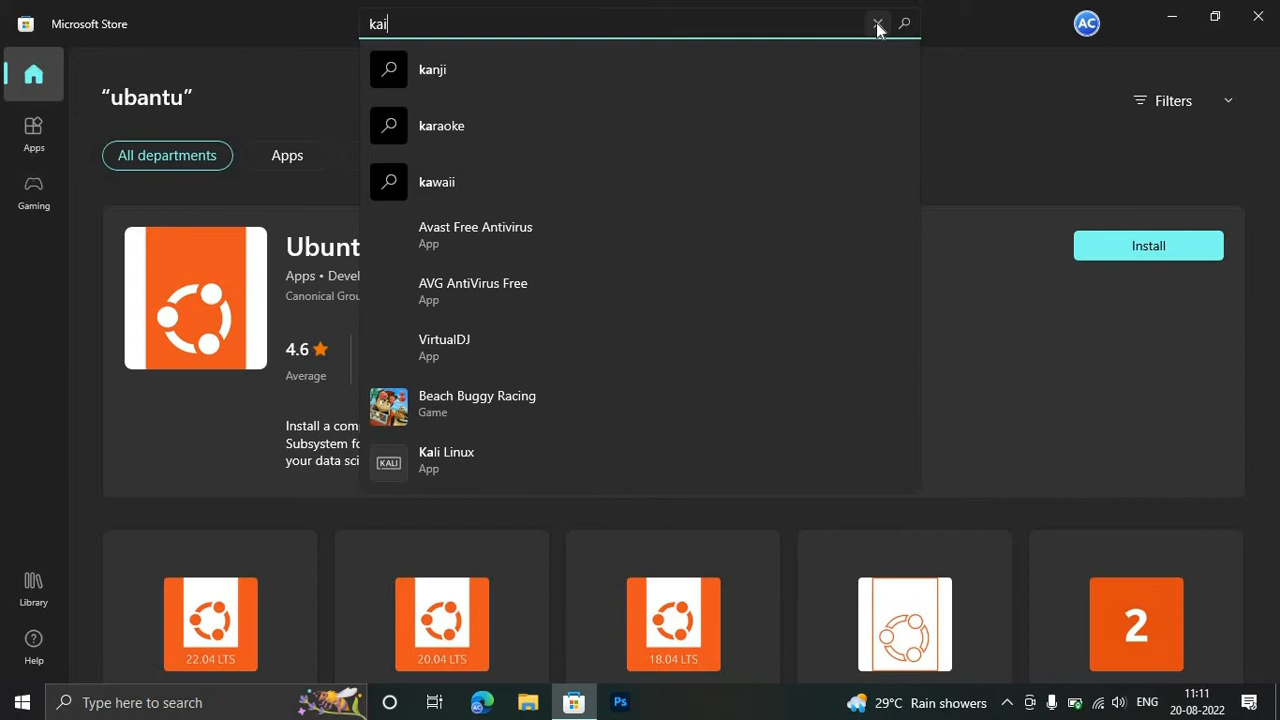 Microsoft Store
kai
AC
kanji
karaoke
kawaii
Avast Free Antivirus
App
AVG AntiVirus Free
App
VirtualDJ
App
Beach Buggy Racing
Game
KALI
Kali Linux
App
Apps
Gaming
Library
Help
“ubantu”
Filters
All departments
Apps
Ubunt
Apps • Devel
Canonical Grou
4.6
Average
Install a com
Subsystem fo
your data sci
Install
22.04 LTS
20.04 LTS
18.04 LTS
2
Type here to search
AC
Ps
29°C Rain showers
ENG
11:11
20-08-2022